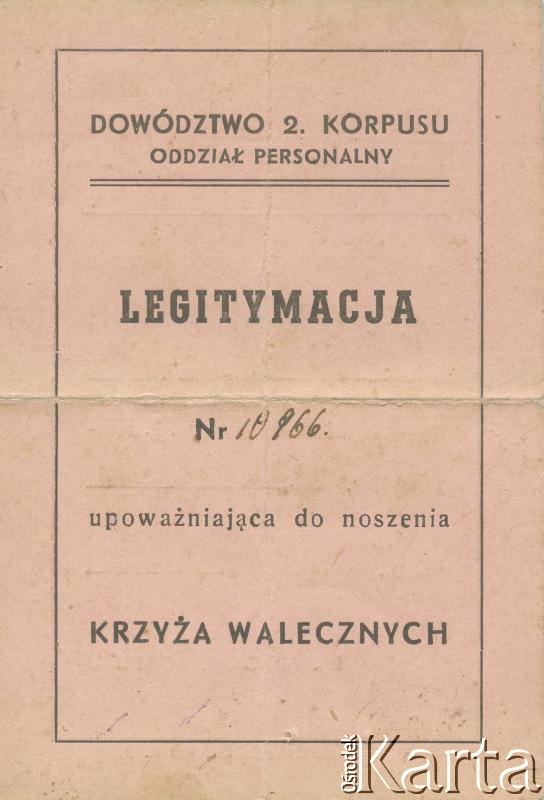 DOWÓDZTWO 2. KORPUSU
ODDZIAŁ PERSONALNY
LEGITYMACJA
Nr 10966.
upoważniająca do noszenia
KRZYŻA WALECZNYCH
Ośrodek Karta